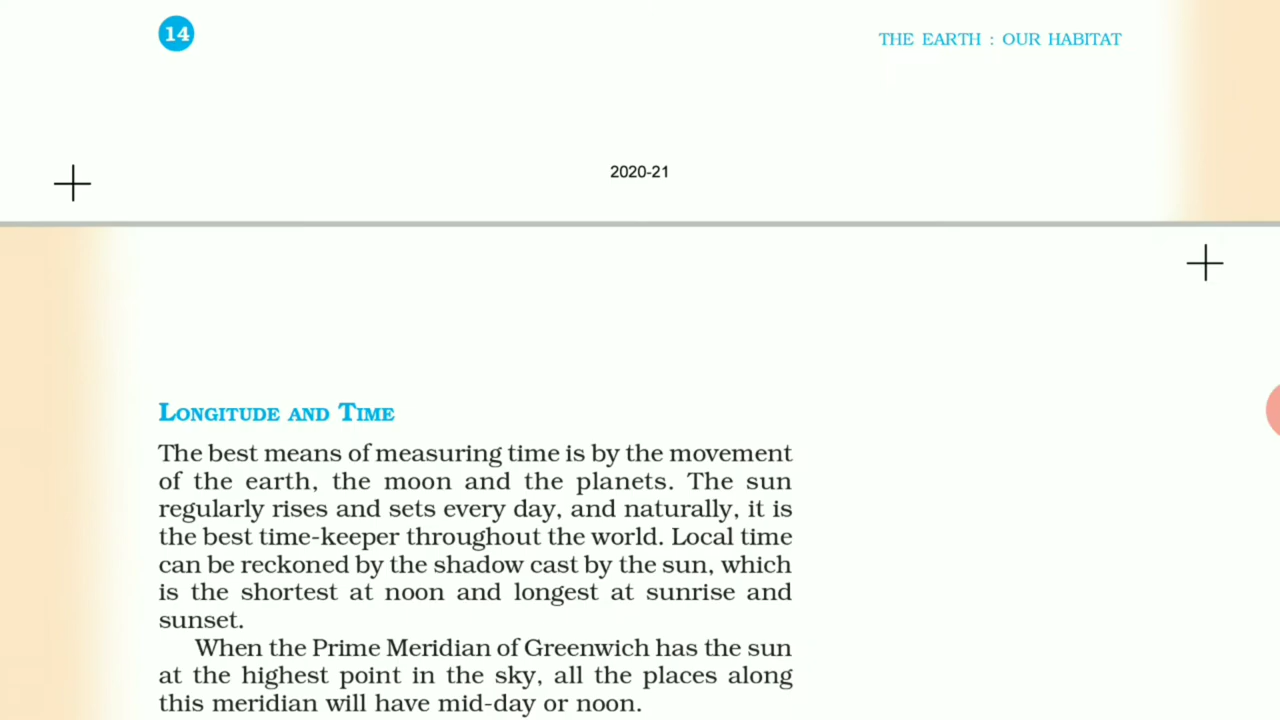 14
THE EARTH : OUR HABITAT
2020-21
LONGITUDE AND TIME
The best means of measuring time is by the movement
of the earth, the moon and the planets. The sun
regularly rises and sets every day, and naturally, it is
the best time-keeper throughout the world. Local time
can be reckoned by the shadow cast by the sun, which
is the shortest at noon and longest at sunrise and
sunset.
When the Prime Meridian of Greenwich has the sun
at the highest point in the sky, all the places along
this meridian will have mid-day or noon.